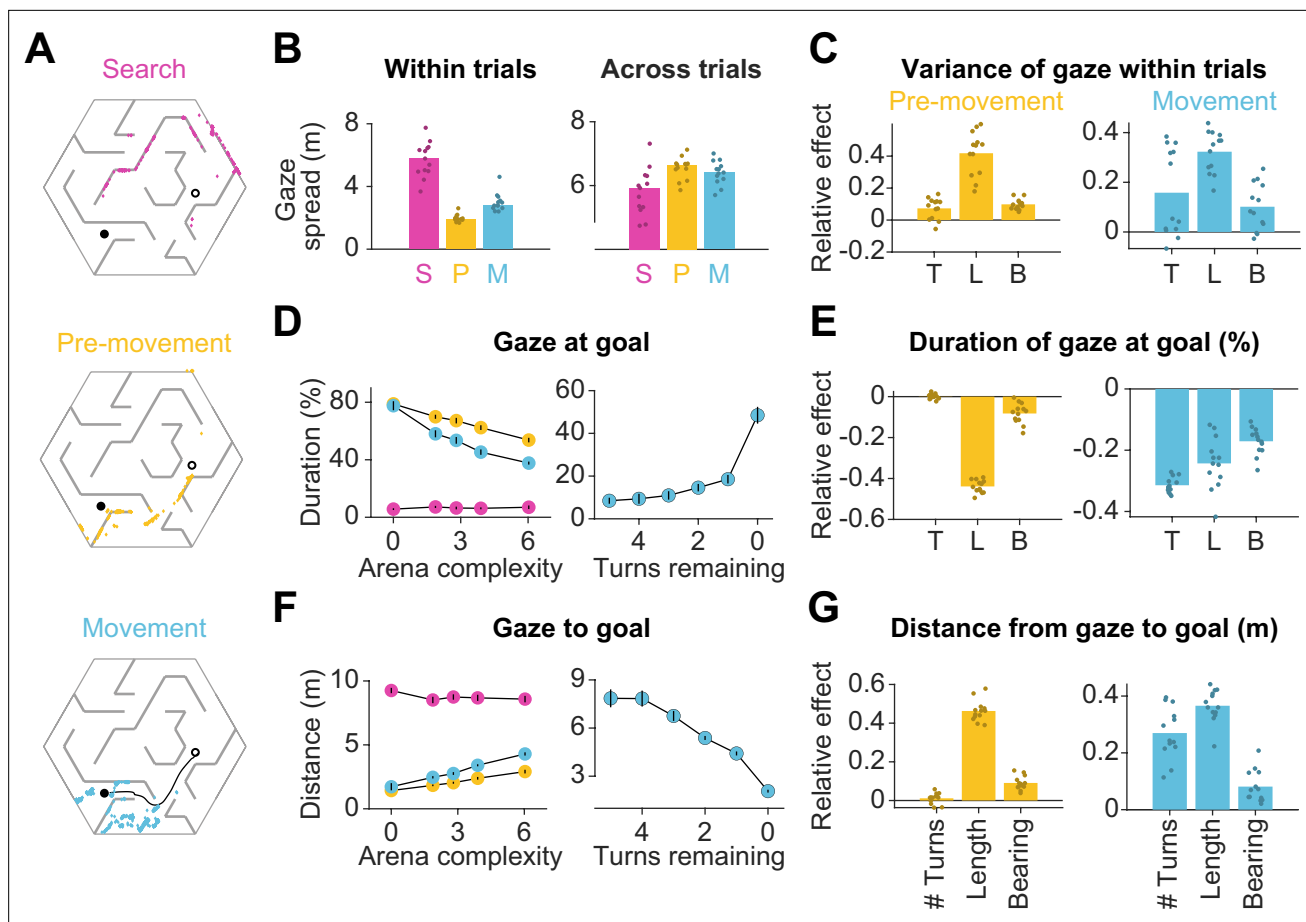 A
Search
Pre-movement
Movement
B
Within trials
Across trials
Gaze
spread (m)
8
4
0
S P M
6
S P M
C
Variance of gaze within trials
Pre-movement
Movement
Relative effect
0.4
0.2
0
-0.2
T L B
0.4
0.2
0
T L B
D
Gaze at goal
Duration (%)
80
40
0
0 3 6
Arena complexity
60
40
20
0
4 2 0
Turns remaining
E
Duration of gaze at goal (%)
Relative effect
0
-0.2
-0.4
-0.6
T L B
0
-0.2
-0.4
T L B
F
Gaze to goal
Distance (m)
10
5
0
0 3 6
Arena complexity
9
6
3
4 2 0
Turns remaining
G
Distance from gaze to goal (m)
Relative effect
0.6
0.4
0.2
0
# Turns
Length
Bearing
0.4
0.2
0
# Turns
Length
Bearing